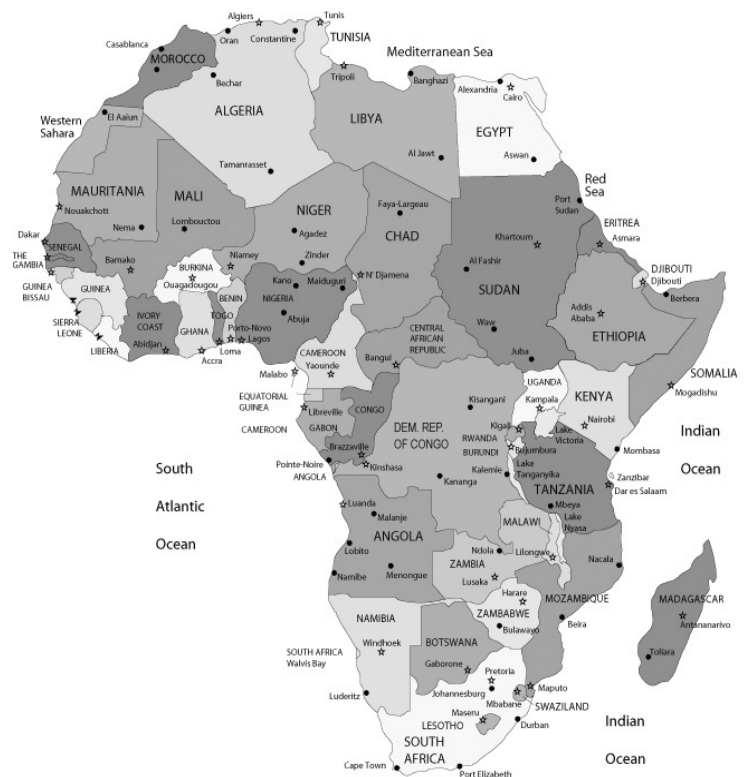 Algiers
Tunis
Casablanca
Oran
Constantine
TUNISIA
Mediterranean Sea
MOROCCO
Tripoli
Banghazi
Alexandria
Cairo
Bechar
ALGERIA
LIBYA
EGYPT
Western
Sahara
El Aaiun
Al Jawt
Aswan
Tamanrasset
Red
Sea
MAURITANIA
MALI
NIGER
Faya-Largeau
Port
Sudan
Nouakchott
Nema
Lombouctou
Agadez
CHAD
Khartoum
ERITREA
Asmara
Dakar
SENEGAL
Niamey
Zinder
Al Fashir
THE
GAMBIA
Bamako
BURKINA
Ouagadougou
Kano
Maiduguri
N' Djamena
SUDAN
DJIBOUTI
Djibouti
GUINEA
BISSAU
GUINEA
BENIN
NIGERIA
Berbera
SIERRA
LEONE
IVORY
COAST
GHANA
TOGO
Abuja
Addis
Ababa
ETHIOPIA
Waw
CENTRAL
AFRICAN
REPUBLIC
LIBERIA
Abidjan
Accra
Loma
Porto-Novo
Lagos
CAMEROON
Yaounde
Bangui
Juba
Malabo
SOMALIA
Mogadishu
UGANDA
Kampala
KENYA
EQUATORIAL
GUINEA
Libreville
CONGO
Kisangani
Nairobi
CAMEROON
GABON
DEM. REP.
OF CONGO
Kigali
Lake
Victoria
Indian
Brazzaville
RWANDA
BURUNDI
Bujumbura
Mombasa
South
Pointe-Noire
Kinshasa
ANGOLA
Kananga
Kalemie
Lake
Tanganyika
TANZANIA
Zanzibar
Dar es Salaam
Ocean
Atlantic
Luanda
Malanje
Mbeya
Lake
Nyasa
MALAWI
ANGOLA
Ocean
Lobito
Ndola
Lilongwe
Nacala
Namibe
Menongue
ZAMBIA
Lusaka
MADAGASCAR
Harare
MOZAMBIQUE
Antananarivo
NAMIBIA
ZAMBABWE
Bulawayo
Beira
Windhoek
BOTSWANA
SOUTH AFRICA
Walvis Bay
Gaborone
Pretoria
Toliara
Luderitz
Johannesburg
Mbabane
Maputo
SWAZILAND
Maseru
LESOTHO
Durban
Indian
SOUTH
AFRICA
Ocean
Cape Town
Port Elizabeth